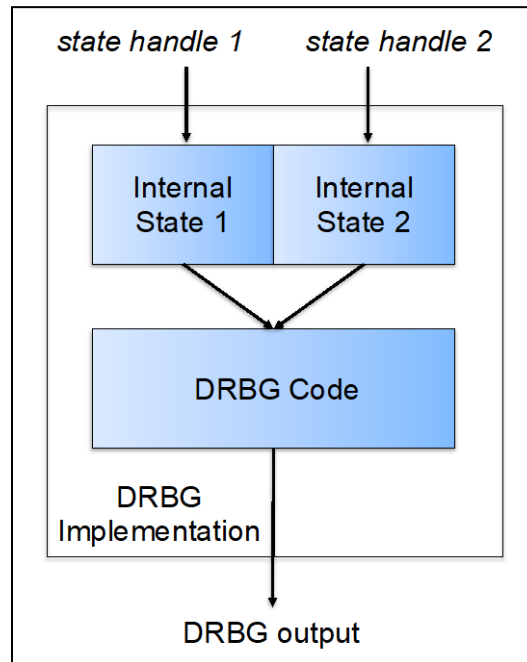 state handle 1 state handle 2
Internal Internal
State 1 State 2
DRBG Code
DRBG
Implementation
DRBG output